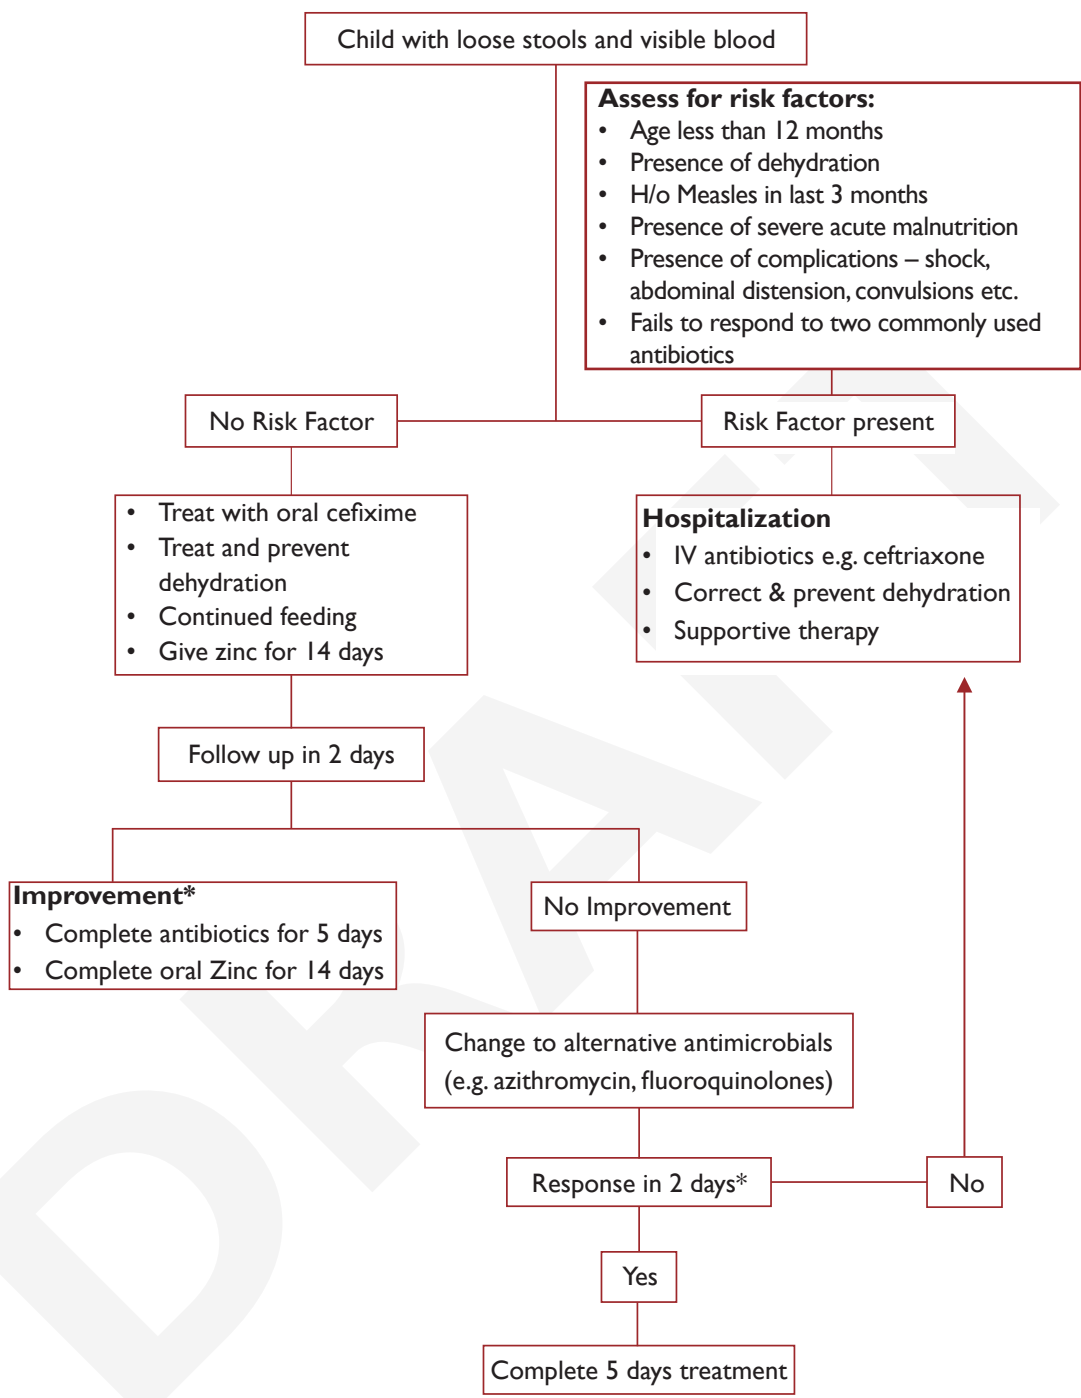 Child with loose stools and visible blood
Assess for risk factors:
• Age less than 12 months
• Presence of dehydration
• H/o Measles in last 3 months
• Presence of severe acute malnutrition
• Presence of complications – shock,
abdominal distension, convulsions etc.
• Fails to respond to two commonly used
antibiotics
No Risk Factor
Risk Factor present
• Treat with oral cefixime
• Treat and prevent
dehydration
• Continued feeding
• Give zinc for 14 days
Hospitalization
• IV antibiotics e.g. ceftriaxone
• Correct & prevent dehydration
• Supportive therapy
Follow up in 2 days
Improvement*
• Complete antibiotics for 5 days
• Complete oral Zinc for 14 days
No Improvement
Change to alternative antimicrobials
(e.g. azithromycin, fluoroquinolones)
Response in 2 days*
No
Yes
Complete 5 days treatment
DRAFT